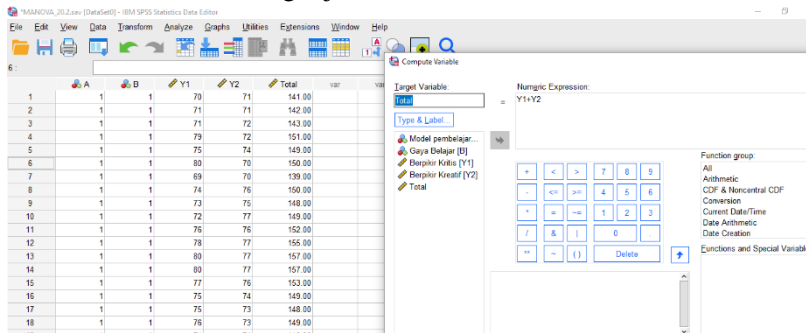 *MANOVA_20.2.sav [DataSet0] - IBM SPSS Statistics Data Editor
File Edit View Data Transform Analyze Graphs Utilities Extensions Window Help
6 :
A B Y1 Y2 Total var
1 1 1 70 71 141.00
2 1 1 71 71 142.00
3 1 1 71 72 143.00
4 1 1 79 72 151.00
5 1 1 75 74 149.00
6 1 1 80 70 150.00
7 1 1 69 70 139.00
8 1 1 74 76 150.00
9 1 1 73 75 148.00
10 1 1 72 77 149.00
11 1 1 76 76 152.00
12 1 1 78 77 155.00
13 1 1 80 77 157.00
14 1 1 80 77 157.00
15 1 1 77 76 153.00
16 1 1 75 74 149.00
17 1 1 75 73 148.00
18 1 1 76 73 149.00
Compute Variable
Target Variable: Numeric Expression:
Total = Y1+Y2
Type & Label...
Model pembelajar...
Gaya Belajar [B]
Berpikir Kritis [Y1]
Berpikir Kreatif [Y2]
Total
+ < > 7 8 9
- <= >= 4 5 6
* = ~= 1 2 3
/ & | 0 .
** ~ ( ) Delete
Function group:
All
Arithmetic
CDF & Noncentral CDF
Conversion
Current Date/Time
Date Arithmetic
Date Creation
Functions and Special Variabl